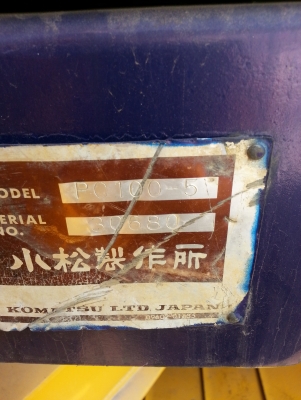 MODEL PC100-5
SERIAL NO.
小松製作所
KOMATSU LTD. JAPAN